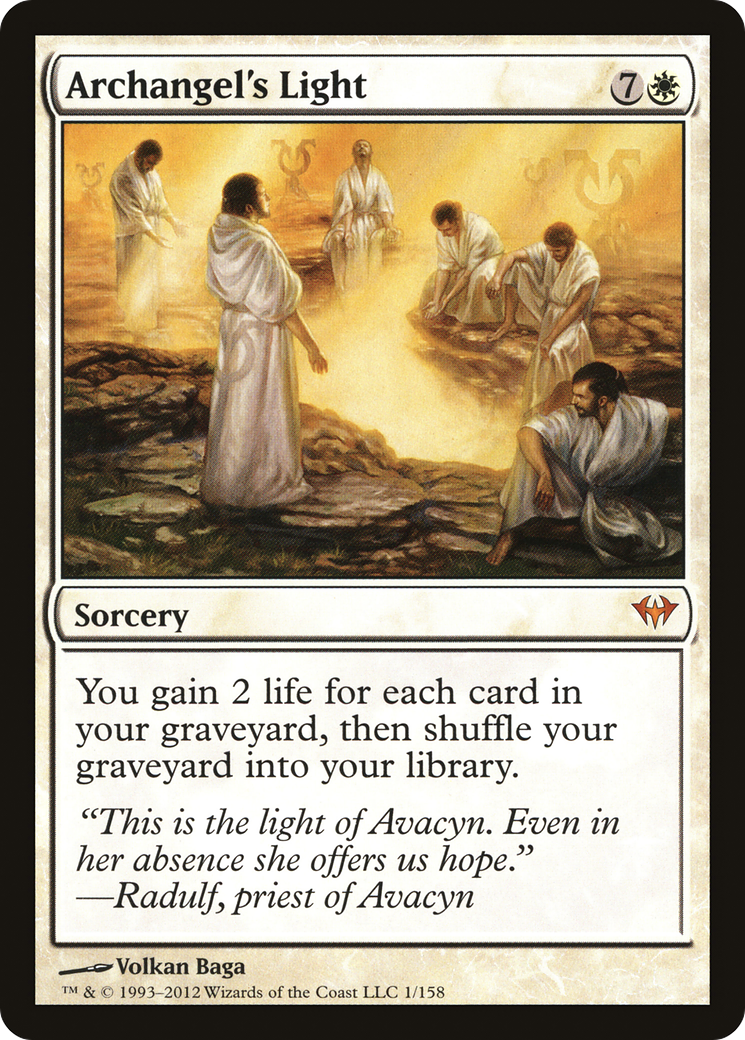 Archangel's Light 7
Sorcery
You gain 2 life for each card in
your graveyard, then shuffle your
graveyard into your library.
“This is the light of Avacyn. Even in
her absence she offers us hope.”
—Radulf, priest of Avacyn
Volkan Baga
™ & © 1993–2012 Wizards of the Coast LLC 1/158